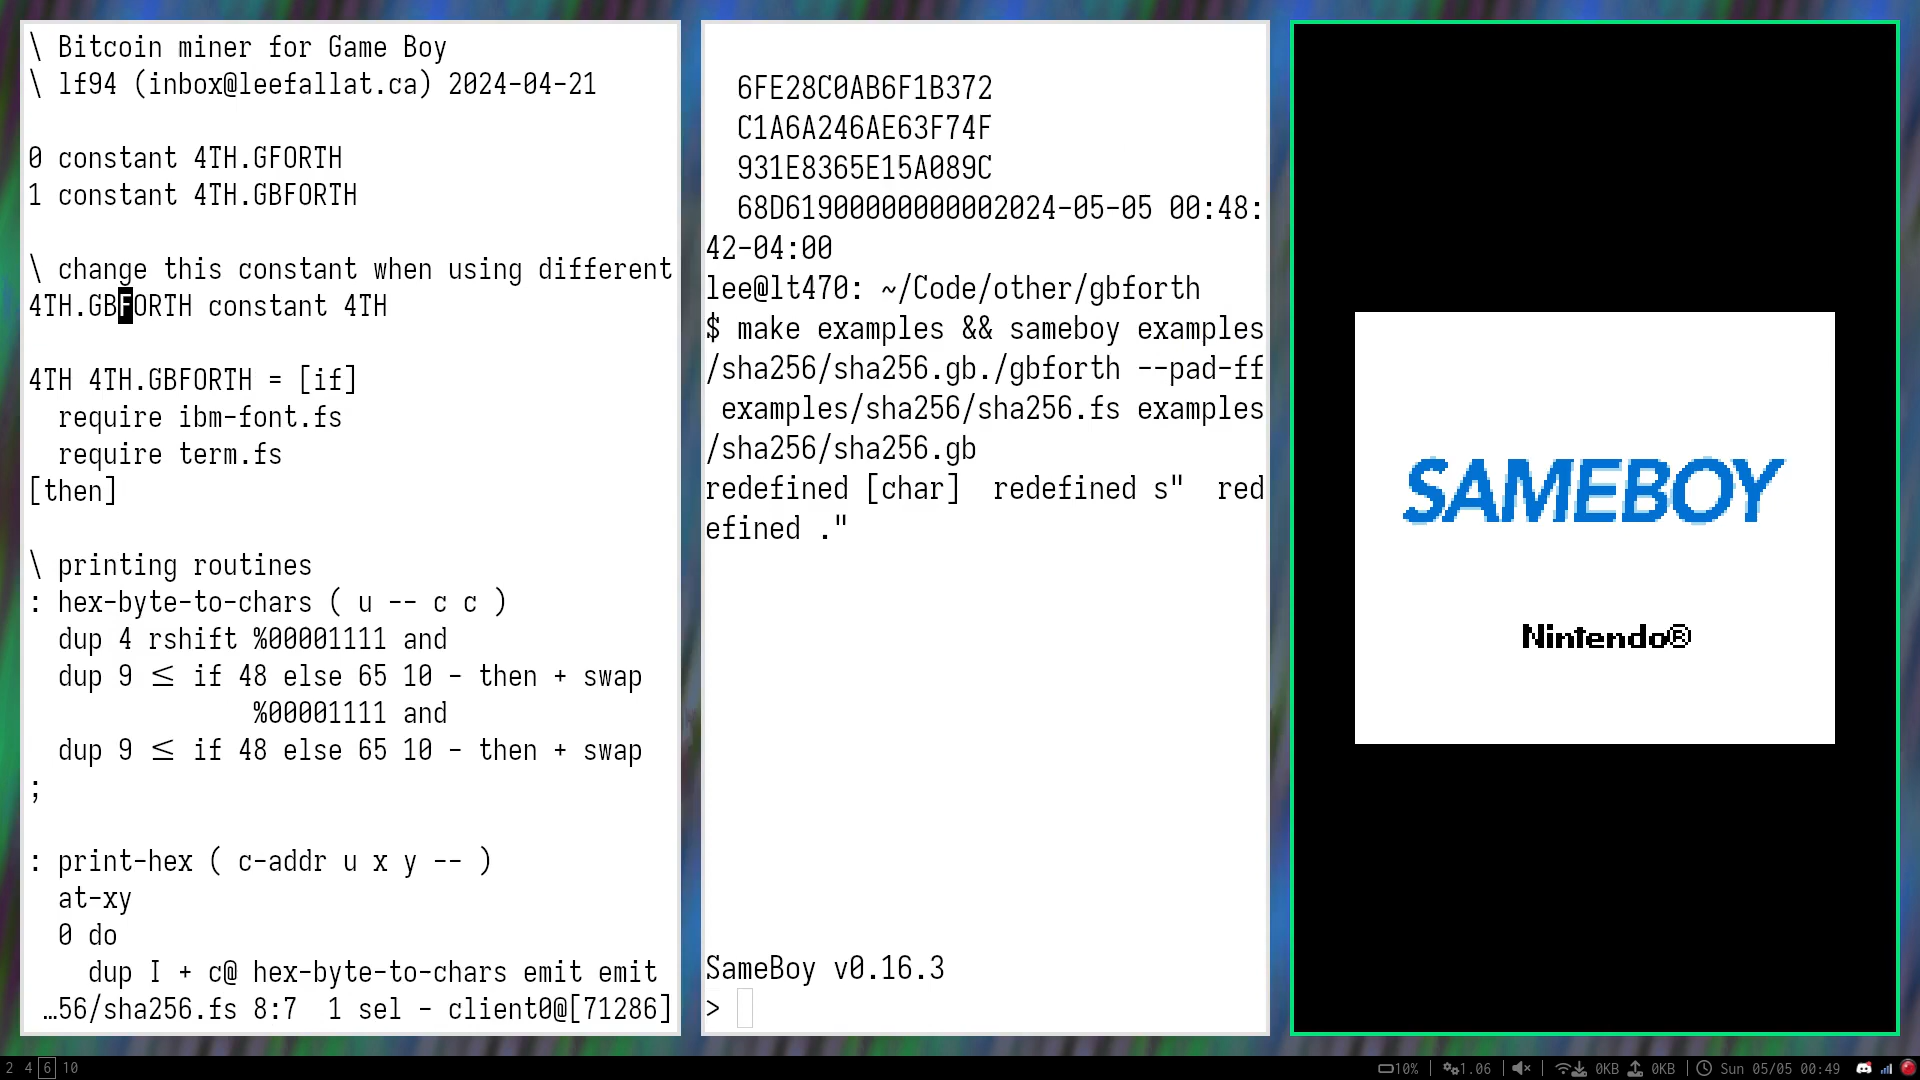 \ Bitcoin miner for Game Boy
\ lf94 (inbox@leefallat.ca) 2024-04-21
0 constant 4TH.GFORTH
1 constant 4TH.GBFORTH
\ change this constant when using different
4TH.GBFORTH constant 4TH
4TH 4TH.GBFORTH = [if]
  require ibm-font.fs
  require term.fs
[then]
\ printing routines
: hex-byte-to-chars ( u -- c c )
  dup 4 rshift %00001111 and
  dup 9 ≤ if 48 else 65 10 - then + swap
               %00001111 and
  dup 9 ≤ if 48 else 65 10 - then + swap
;
: print-hex ( c-addr u x y -- )
  at-xy
  0 do
    dup I + c@ hex-byte-to-chars emit emit
…56/sha256.fs 8:7  1 sel - client0@[71286]
  6FE28C0AB6F1B372
  C1A6A246AE63F74F
  931E8365E15A089C
  68D61900000000002024-05-05 00:48:
42-04:00
lee@lt470: ~/Code/other/gbforth
$ make examples && sameboy examples
/sha256/sha256.gb./gbforth --pad-ff
 examples/sha256/sha256.fs examples
/sha256/sha256.gb
redefined [char]  redefined s"  red
efined ."
SameBoy v0.16.3
>
SAMEBOY
Nintendo®
2 4 6 10
10% 1.06 0KB 0KB Sun 05/05 00:49